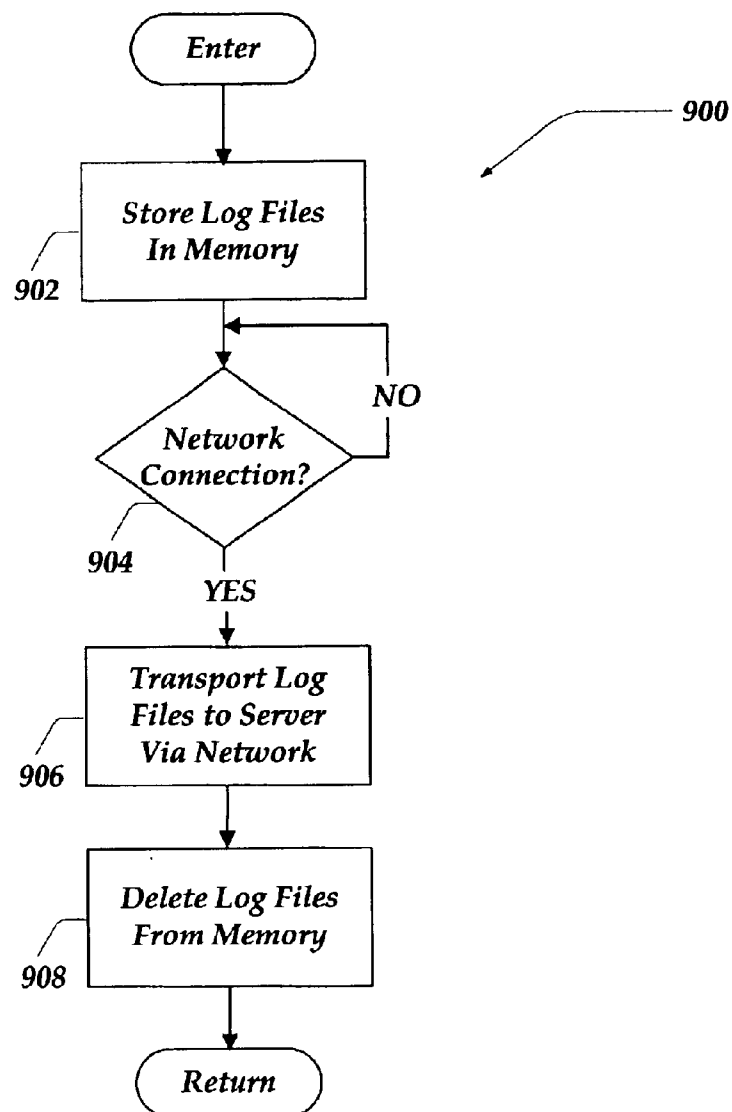 Enter
900
Store Log Files
In Memory
902
NO
Network
Connection?
904
YES
Transport Log
Files to Server
Via Network
906
Delete Log Files
From Memory
908
Return